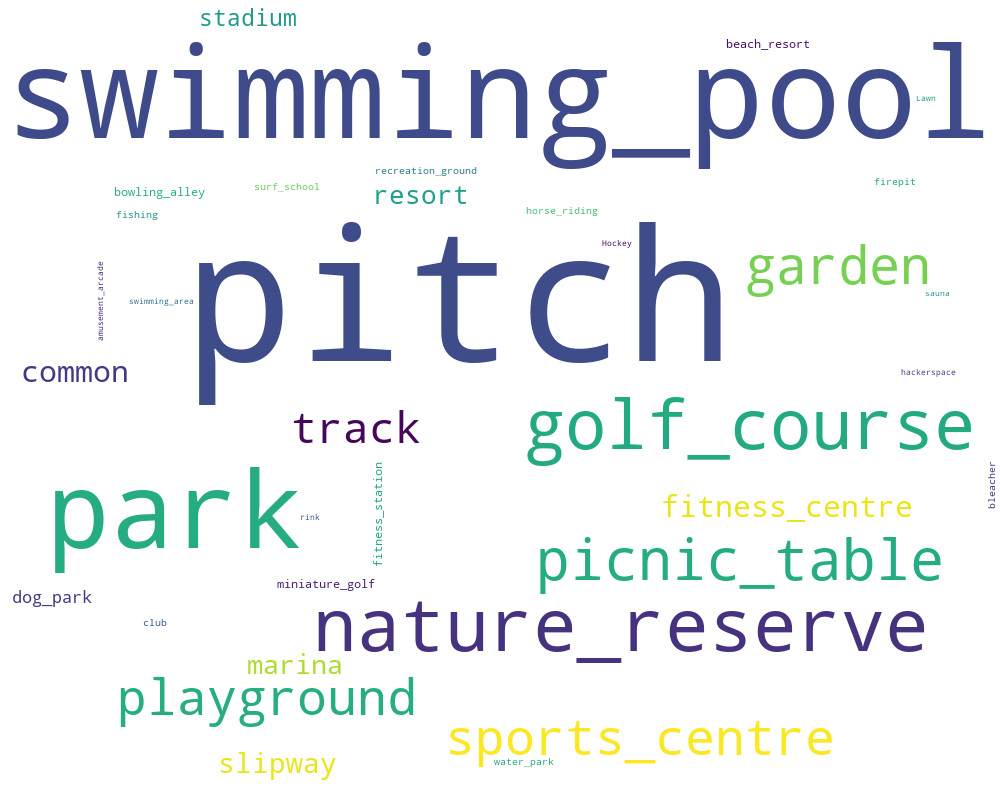 stadium
beach_resort
swimming_pool
Lawn
recreation_ground
firepit
surf_school
bowling_alley
resort
horse_riding
fishing
Hockey
pitch
garden
amusement_arcade
swimming_area
sauna
common
hackerspace
track
golf_course
bleacher
park
fitness_station
fitness_centre
rink
picnic_table
miniature_golf
dog_park
club
nature_reserve
marina
playground
sports_centre
slipway
water_park